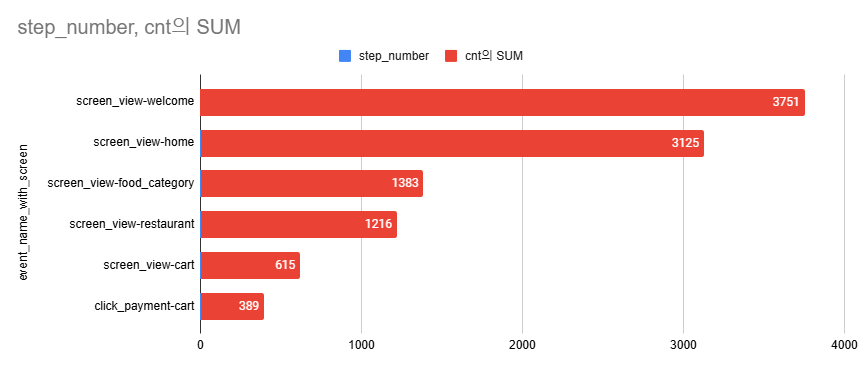 step_number, cnt의 SUM
step_number cnt의 SUM
event_name_with_screen
screen_view-welcome 3751
screen_view-home 3125
screen_view-food_category 1383
screen_view-restaurant 1216
screen_view-cart 615
click_payment-cart 389
0 1000 2000 3000 4000